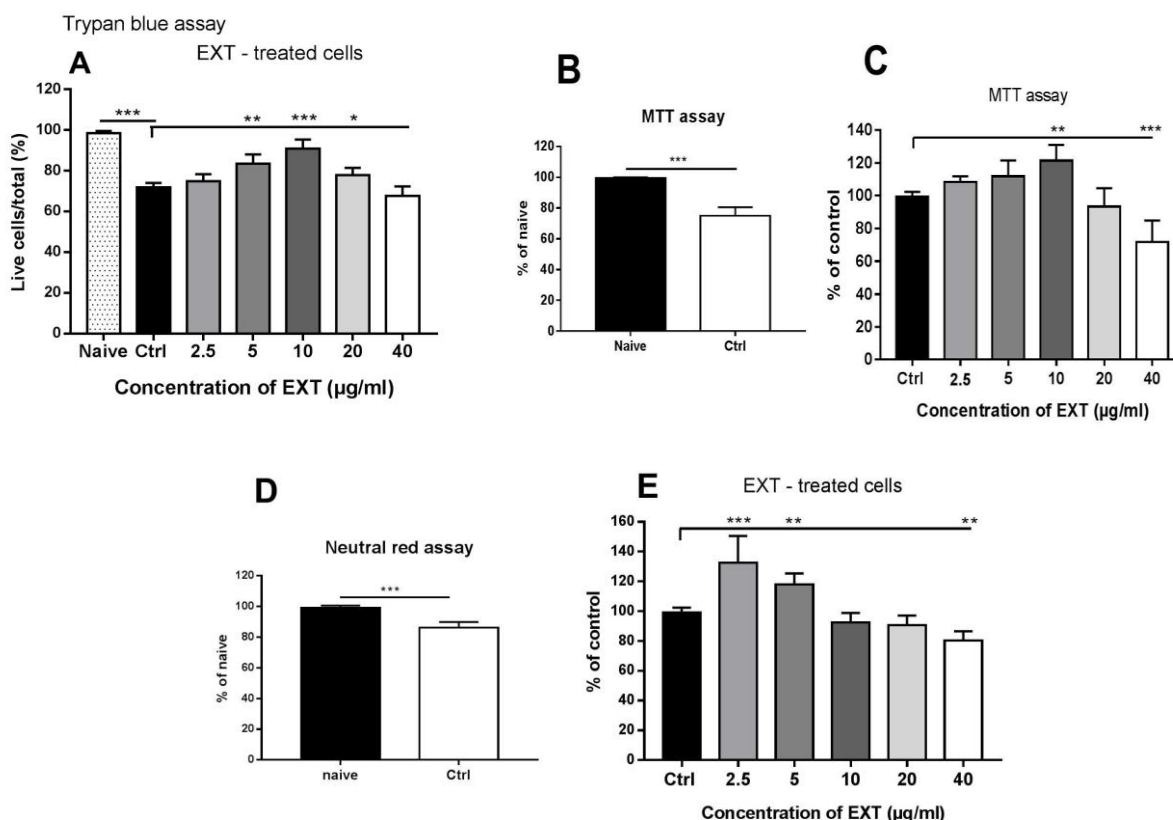 Trypan blue assay
A
EXT - treated cells
Live cells/total (%)
120
100
80
60
40
20
0
***
**
***
*
Naive Ctrl 2.5 5 10 20 40
Concentration of EXT (µg/ml)
B
MTT assay
% of naive
120
100
80
60
40
20
0
***
Naive Ctrl
C
MTT assay
% of control
140
120
100
80
60
40
20
0
**
***
Ctrl 2.5 5 10 20 40
Concentration of EXT (µg/ml)
D
Neutral red assay
% of naive
120
100
80
60
40
20
0
***
naive Ctrl
E
EXT - treated cells
% of control
160
140
120
100
80
60
40
20
0
***
**
**
Ctrl 2.5 5 10 20 40
Concentration of EXT (µg/ml)